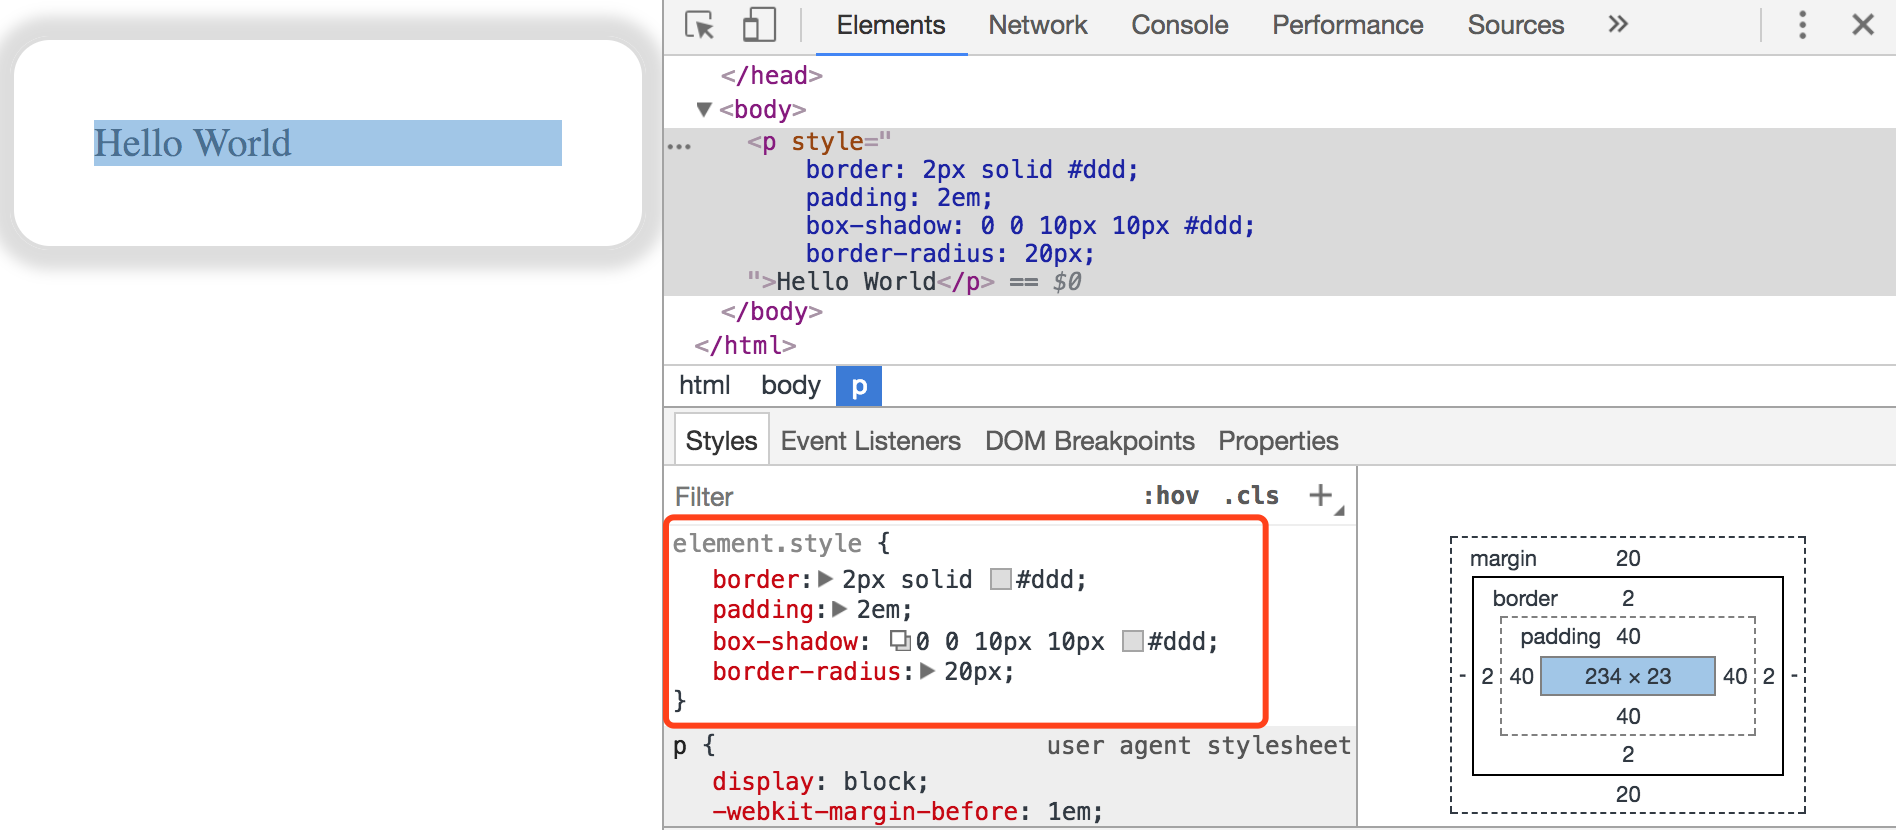 Hello World
Elements Network Console Performance Sources »
</head>
▼<body>
... <p style="
border: 2px solid #ddd;
padding: 2em;
box-shadow: 0 0 10px 10px #ddd;
border-radius: 20px;
">Hello World</p> == $0
</body>
</html>
html body p
Styles Event Listeners DOM Breakpoints Properties
Filter :hov .cls +
element.style {
border:▶2px solid #ddd;
padding:▶2em;
box-shadow: 0 0 10px 10px #ddd;
border-radius:▶20px;
}
p { user agent stylesheet
display: block;
-webkit-margin-before: 1em;
margin 20
border 2
padding 40
- 2 40 234 × 23 40 2 -
40
2
20